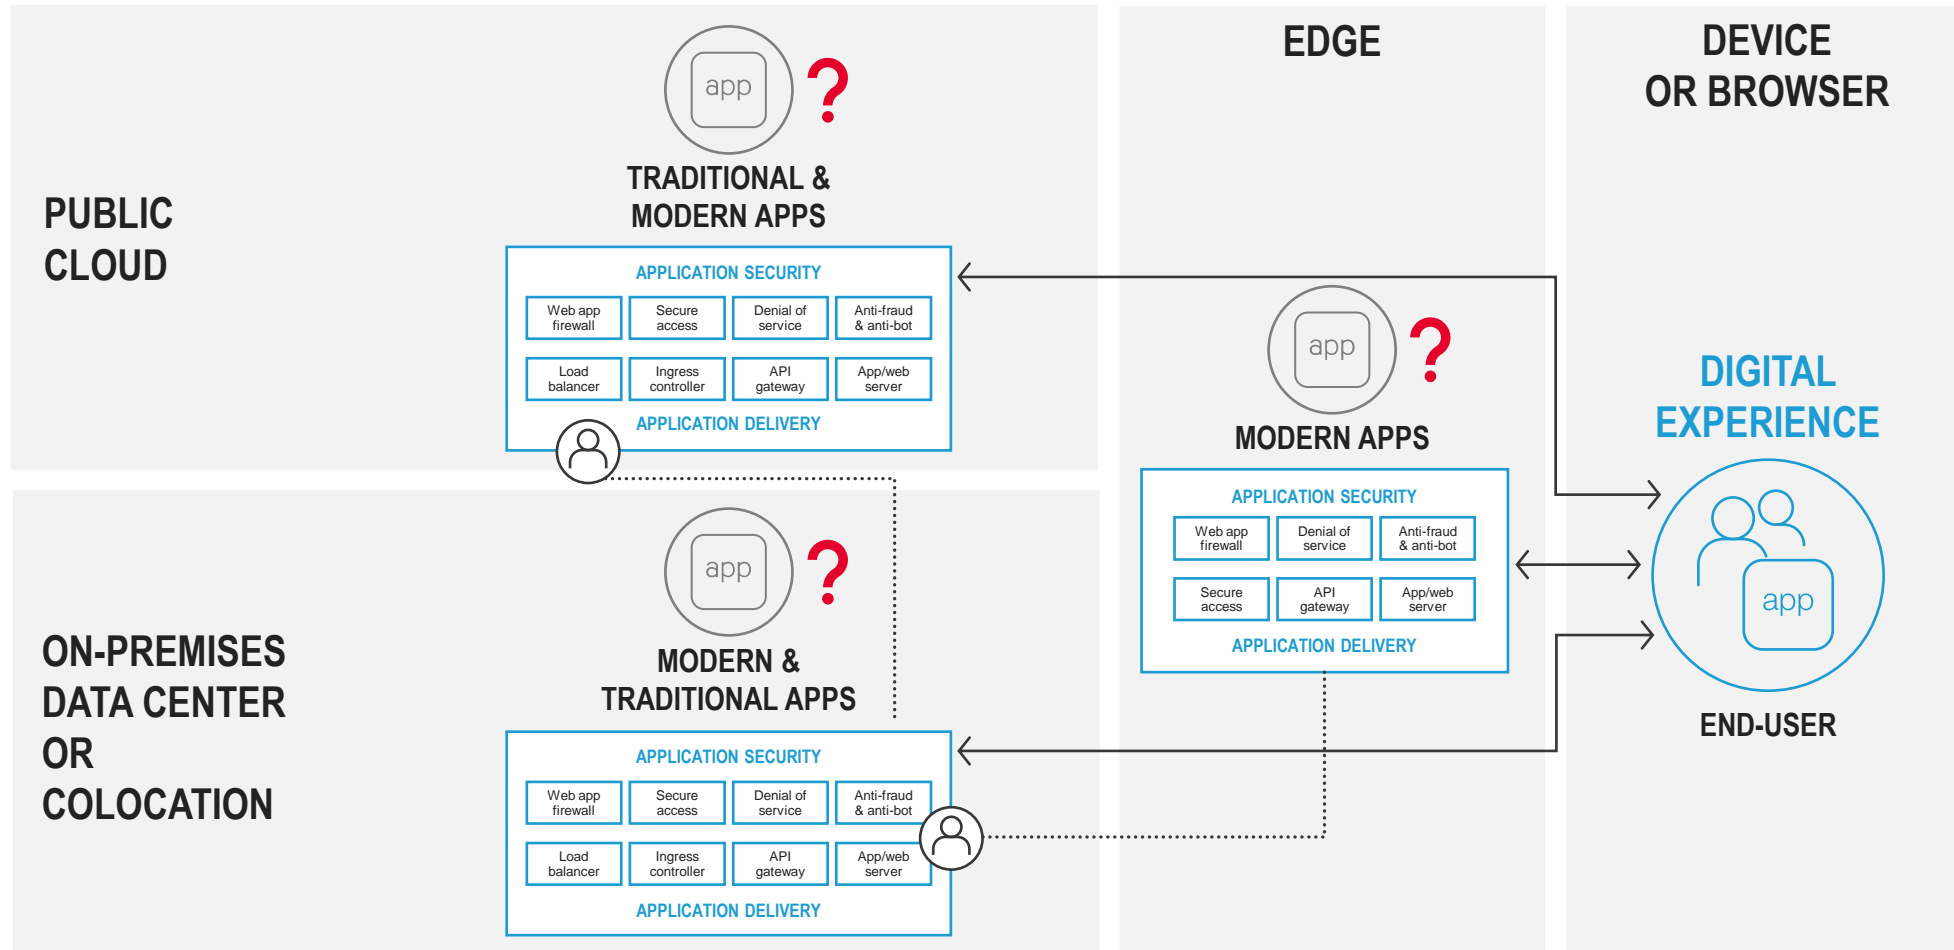 PUBLIC
CLOUD
app
?
TRADITIONAL &
MODERN APPS
APPLICATION SECURITY
Web app
firewall
Secure
access
Denial of
service
Anti-fraud
& anti-bot
Load
balancer
Ingress
controller
API
gateway
App/web
server
APPLICATION DELIVERY
ON-PREMISES
DATA CENTER
OR
COLOCATION
app
?
MODERN &
TRADITIONAL APPS
APPLICATION SECURITY
Web app
firewall
Secure
access
Denial of
service
Anti-fraud
& anti-bot
Load
balancer
Ingress
controller
API
gateway
App/web
server
APPLICATION DELIVERY
EDGE
app
?
MODERN APPS
APPLICATION SECURITY
Web app
firewall
Denial of
service
Anti-fraud
& anti-bot
Secure
access
API
gateway
App/web
server
APPLICATION DELIVERY
DEVICE
OR BROWSER
DIGITAL
EXPERIENCE
app
END-USER